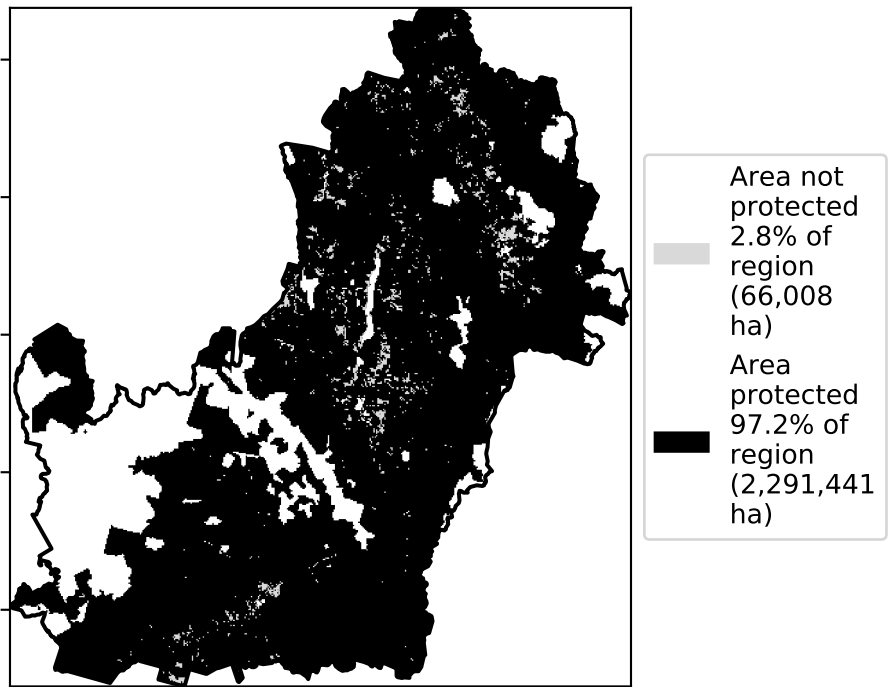 Area not
protected
2.8% of
region
(66,008
ha)
Area
protected
97.2% of
region
(2,291,441
ha)